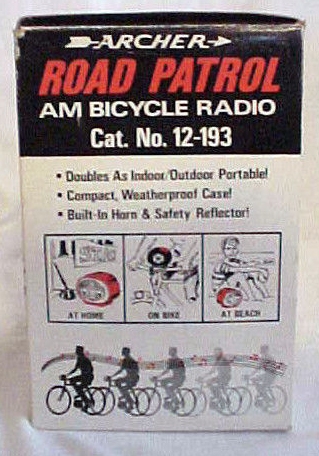 ARCHER
ROAD PATROL
AM BICYCLE RADIO
Cat. No. 12-193
• Doubles As Indoor/Outdoor Portable!
• Compact, Weatherproof Case!
• Built-In Horn & Safety Reflector!
AT HOME ON BIKE AT BEACH